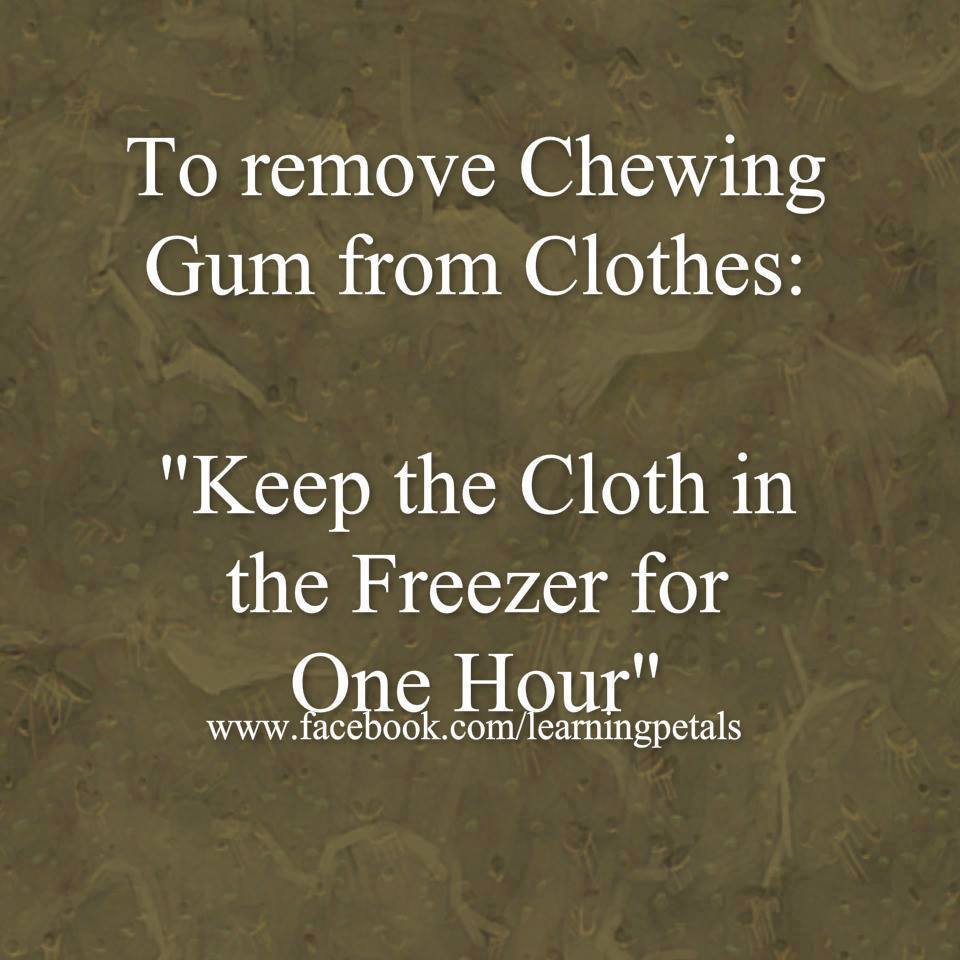 To remove Chewing
Gum from Clothes:
"Keep the Cloth in
the Freezer for
One Hour"
www.facebook.com/learningpetals